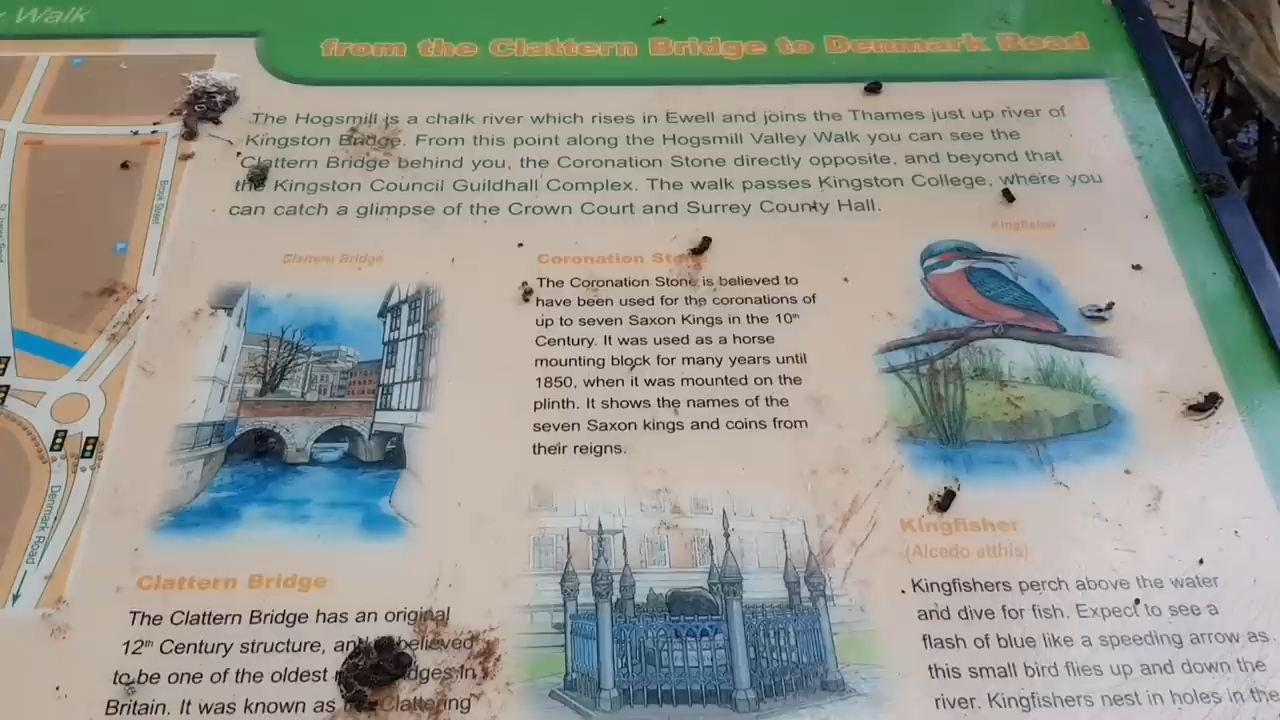 Walk
from the Clattern Bridge to Denmark Road
The Hogsmill is a chalk river which rises in Ewell and joins the Thames just up river of
Kingston Bridge. From this point along the Hogsmill Valley Walk you can see the
Clattern Bridge behind you, the Coronation Stone directly opposite, and beyond that
the Kingston Council Guildhall Complex. The walk passes Kingston College, where you
can catch a glimpse of the Crown Court and Surrey County Hall.
Brook Street
Denmark Road
Clattern Bridge
Clattern Bridge
The Clattern Bridge has an original
12th Century structure, and believed
to be one of the oldest
Britain. It was known as Clattering
Coronation
The Coronation Stone is believed to
have been used for the coronations of
up to seven Saxon Kings in the 10th
Century. It was used as a horse
mounting block for many years until
1850, when it was mounted on the
plinth. It shows the names of the
seven Saxon kings and coins from
their reigns.
Kingfisher
Kingfisher
(Alcedo atthis)
Kingfishers perch above the water
and dive for fish. Expect to see a
flash of blue like a speeding arrow as
this small bird flies up and down the
river. Kingfishers nest in holes in the